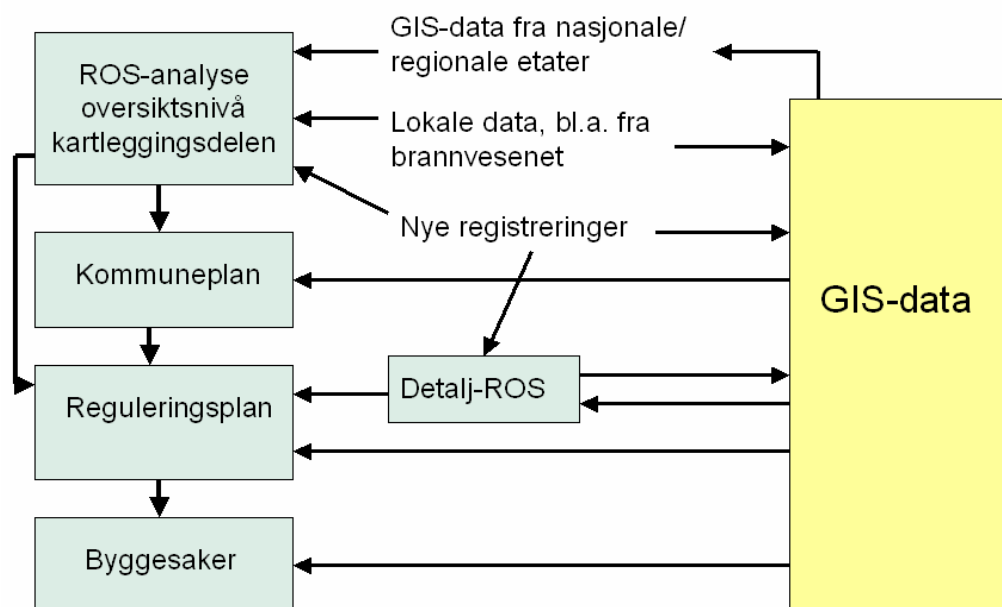 ROS-analyse
oversiktsnivå
kartleggingsdelen
GIS-data fra nasjonale/
regionale etater
Lokale data, bl.a. fra
brannvesenet
Nye registreringer
Kommuneplan
GIS-data
Reguleringsplan
Detalj-ROS
Byggesaker